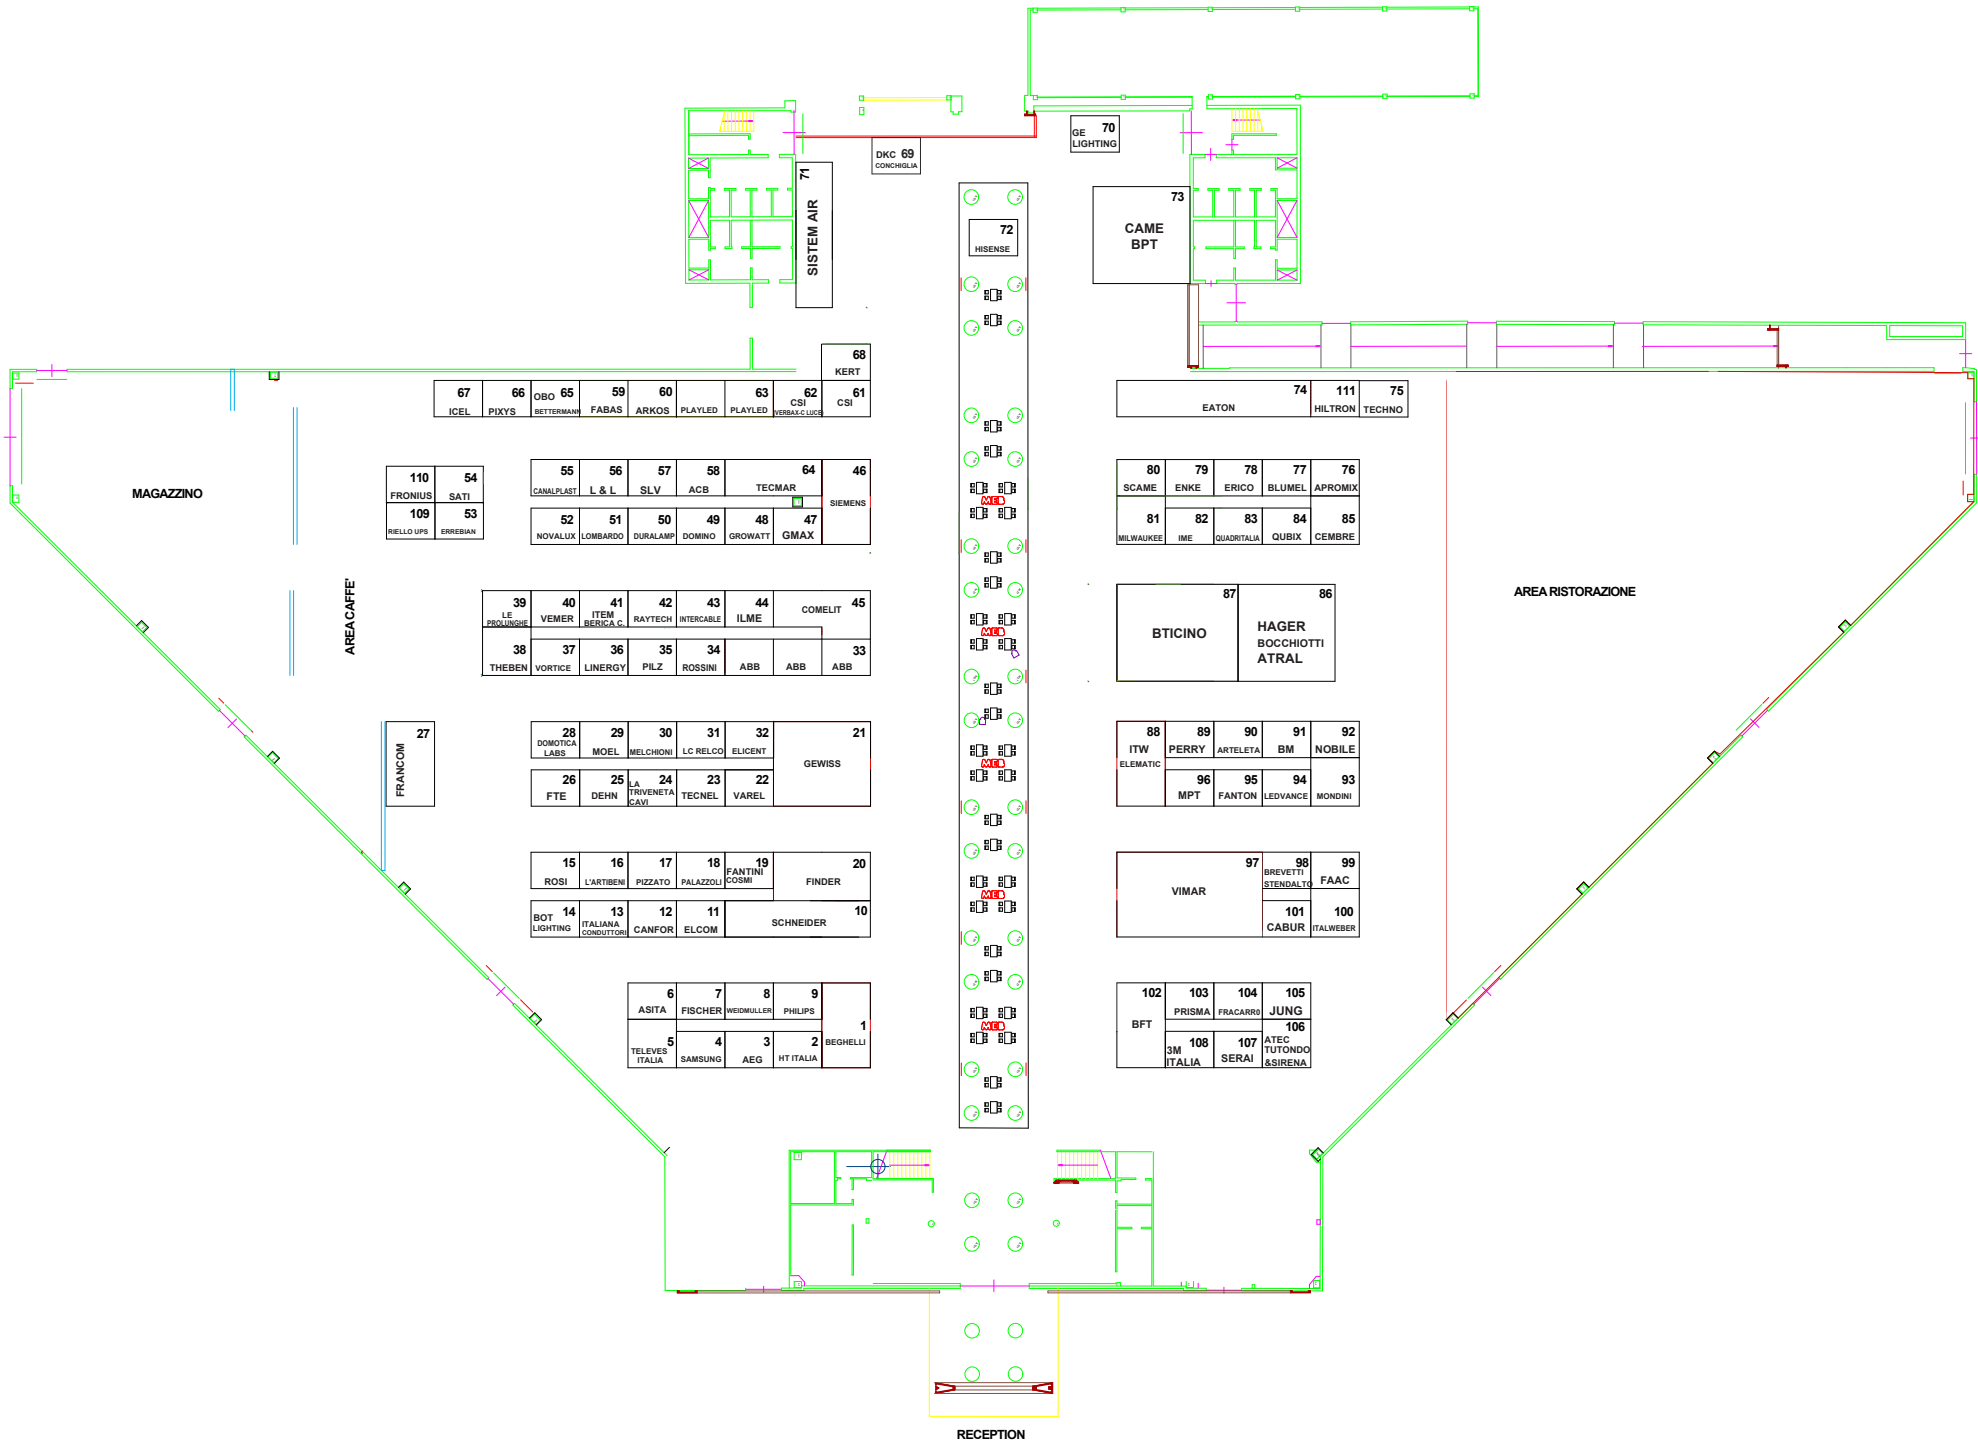 70
GE
LIGHTING
DKC 69
CONCHIGLIA
71
SISTEM AIR
73
CAME
BPT
72
HISENSE
68
KERT
67
ICEL
66
PIXYS
OBO 65
BETTERMANN
59
FABAS
60
ARKOS
PLAYLED
63
PLAYLED
62
CSI
(VERBAX-C LUCE)
61
CSI
74
EATON
111
HILTRON
75
TECHNO
MAGAZZINO
110
FRONIUS
54
SATI
109
RIELLO UPS
53
ERREBIAN
55
CANALPLAST
56
L & L
57
SLV
58
ACB
64
TECMAR
46
SIEMENS
52
NOVALUX
51
LOMBARDO
50
DURALAMP
49
DOMINO
48
GROWATT
47
GMAX
MEB
80
SCAME
79
ENKE
78
ERICO
77
BLUMEL
76
APROMIX
81
MILWAUKEE
82
IME
83
QUADRITALIA
84
QUBIX
85
CEMBRE
AREA CAFFE'
39
LE
PROLUNGHE
40
VEMER
41
ITEM
BERICA C.
42
RAYTECH
43
INTERCABLE
44
ILME
45
COMELIT
38
THEBEN
37
VORTICE
36
LINERGY
35
PILZ
34
ROSSINI
ABB
ABB
33
ABB
MEB
87
BTICINO
86
HAGER
BOCCHIOTTI
ATRAL
AREA RISTORAZIONE
27
FRANCOM
28
DOMOTICA
LABS
29
MOEL
30
MELCHIONI
31
LC RELCO
32
ELICENT
21
GEWISS
26
FTE
25
DEHN
24
LA
TRIVENETA
CAVI
23
TECNEL
22
VAREL
MEB
88
ITW
ELEMATIC
89
PERRY
90
ARTELETA
91
BM
92
NOBILE
96
MPT
95
FANTON
94
LEDVANCE
93
MONDINI
15
ROSI
16
L'ARTIBENI
17
PIZZATO
18
PALAZZOLI
19
FANTINI
COSMI
20
FINDER
14
BOT
LIGHTING
13
ITALIANA
CONDUTTORI
12
CANFOR
11
ELCOM
10
SCHNEIDER
MEB
97
VIMAR
98
BREVETTI
STENDALTO
99
FAAC
101
CABUR
100
ITALWEBER
6
ASITA
7
FISCHER
8
WEIDMULLER
9
PHILIPS
1
BEGHELLI
5
TELEVES
ITALIA
4
SAMSUNG
3
AEG
2
HT ITALIA
MEB
102
BFT
103
PRISMA
104
FRACARRO
105
JUNG
108
3M
ITALIA
107
SERAI
106
ATEC
TUTONDO
&SIRENA
RECEPTION